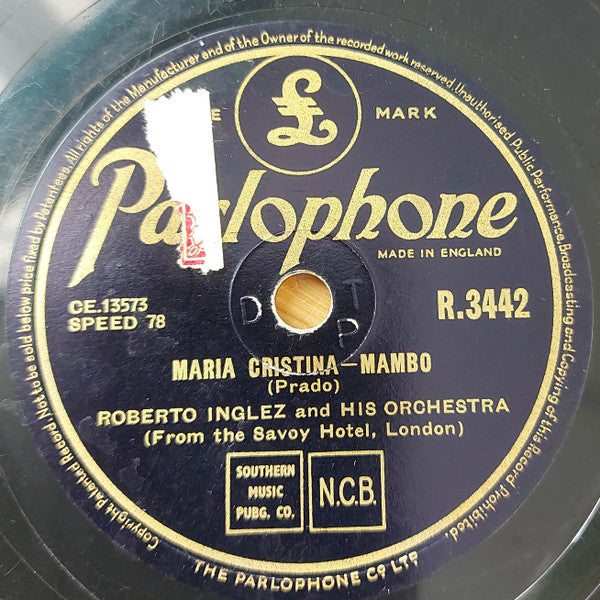 Copyright Patented Record Not to be sold below price fixed by Patentees. All rights of the Manufacturer and of the Owner of the recorded work reserved Unauthorised Public Performance, Broadcasting and Copying of this Record Prohibited.
£
MARK
Parlophone
MADE IN ENGLAND
CE.13573
SPEED 78
R.3442
D
T
P
MARIA CRISTINA—MAMBO
(Prado)
ROBERTO INGLEZ and HIS ORCHESTRA
(From the Savoy Hotel, London)
SOUTHERN
MUSIC
PUBG. CO.
N.C.B.
THE PARLOPHONE CO LTD